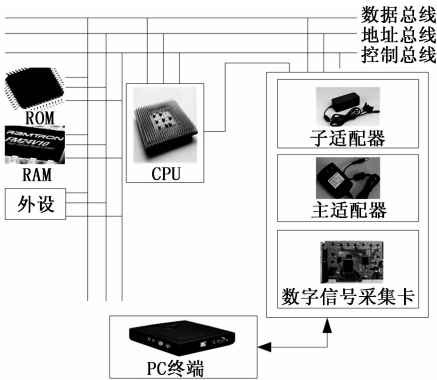 数据总线
地址总线
控制总线
ROM
RAMTRON
RAM
外设
CPU
子适配器
主适配器
数字信号采集卡
PC终端